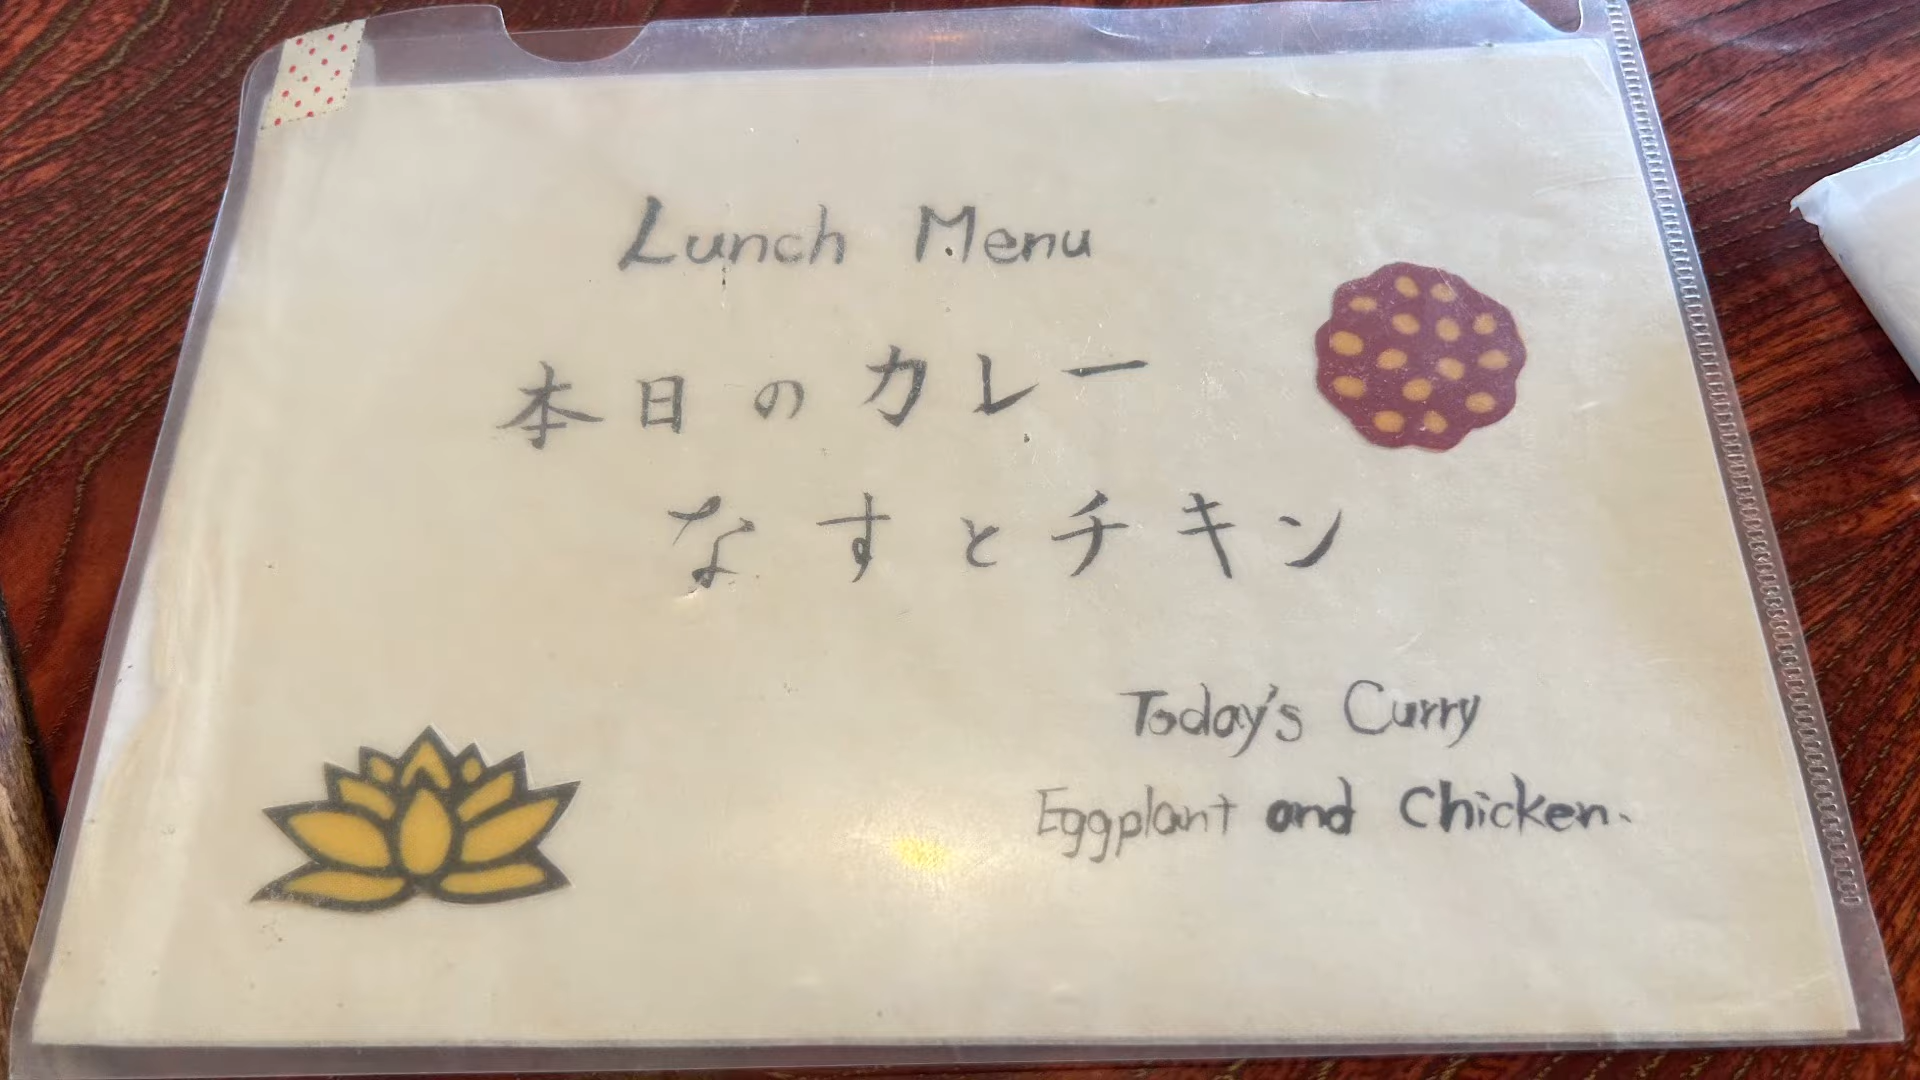 Lunch Menu
本日のカレー
なすとチキン
Today's Curry
Eggplant and Chicken.